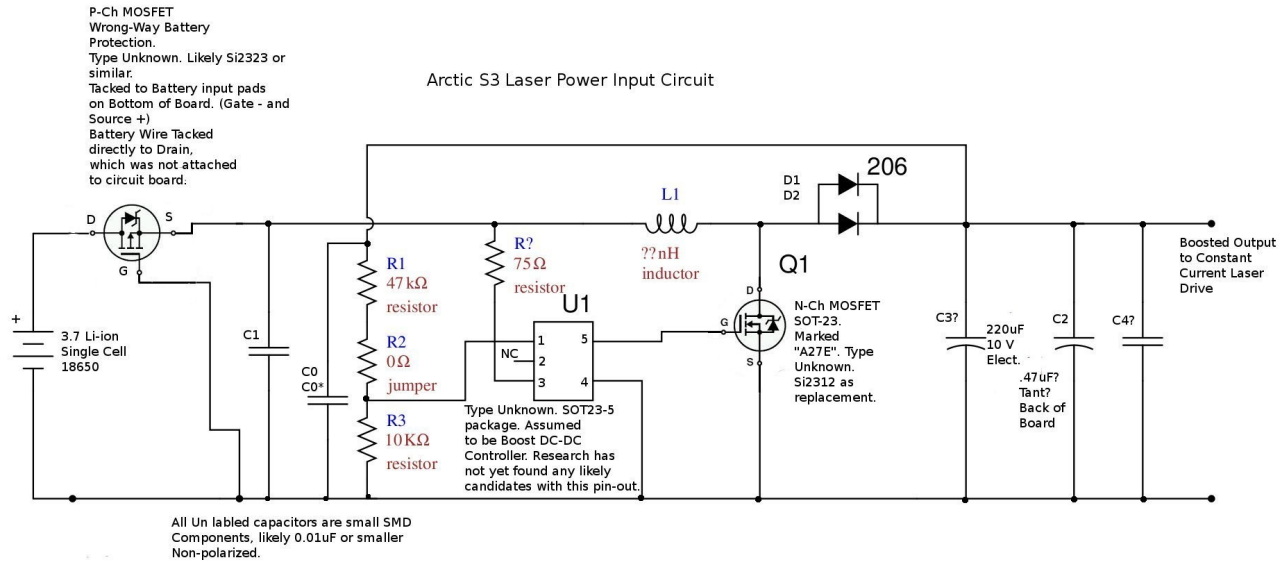 P-Ch MOSFET
Wrong-Way Battery
Protection.
Type Unknown. Likely Si2323 or
similar.
Tacked to Battery input pads
on Bottom of Board. (Gate - and
Source +)
Battery Wire Tacked
directly to Drain,
which was not attached
to circuit board.
Arctic S3 Laser Power Input Circuit
D
S
G
+
3.7 Li-ion
Single Cell
18650
C1
C0
C0*
R1
47kΩ
resistor
R2
0Ω
jumper
R3
10KΩ
resistor
R?
75Ω
resistor
U1
1
NC
2
3
5
4
Type Unknown. SOT23-5
package. Assumed
to be Boost DC-DC
Controller. Research has
not yet found any likely
candidates with this pin-out.
L1
??nH
inductor
D1
D2
206
Q1
D
G
S
N-Ch MOSFET
SOT-23.
Marked
"A27E". Type
Unknown.
Si2312 as
replacement.
C3?
220uF
10 V
Elect.
C2
.47uF?
Tant?
Back of
Board
C4?
Boosted Output
to Constant
Current Laser
Drive
All Un labled capacitors are small SMD
Components, likely 0.01uF or smaller
Non-polarized.